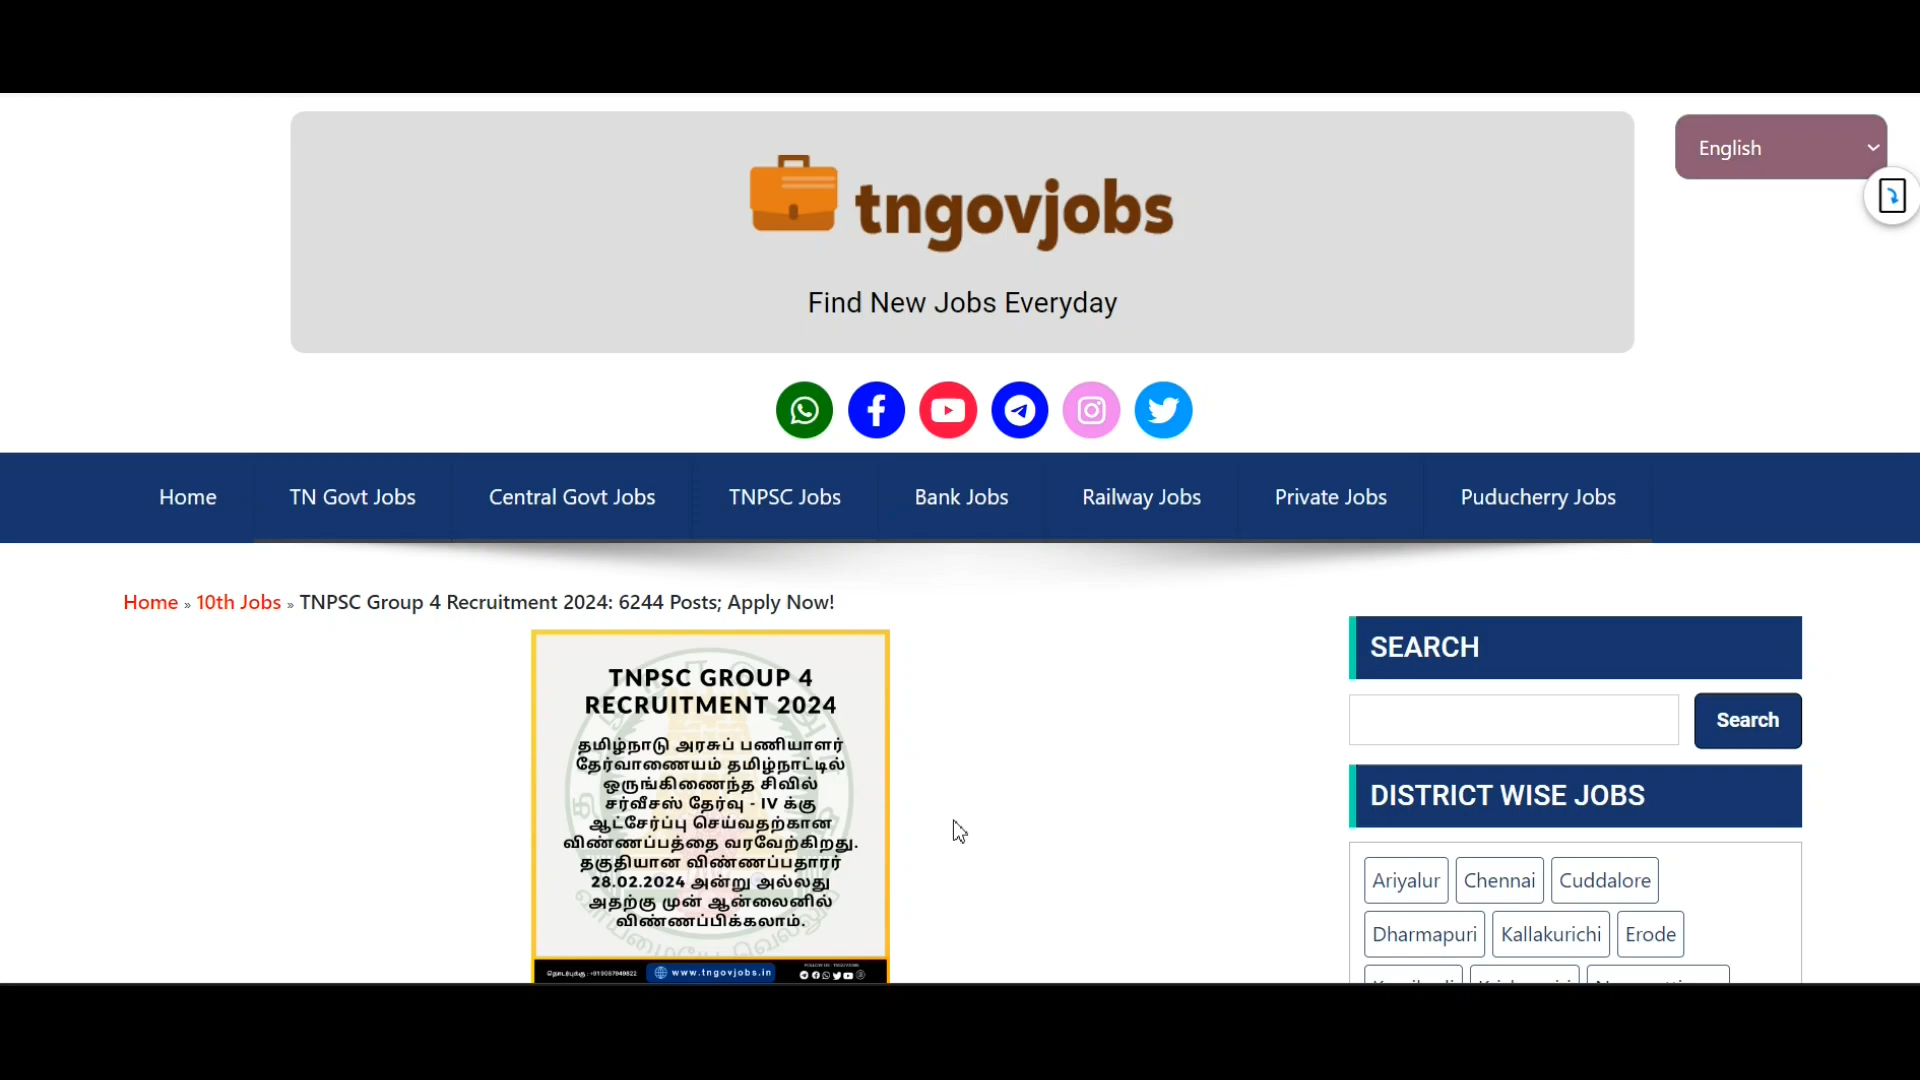 English
tngovjobs
Find New Jobs Everyday
Home TN Govt Jobs Central Govt Jobs TNPSC Jobs Bank Jobs Railway Jobs Private Jobs Puducherry Jobs
Home » 10th Jobs » TNPSC Group 4 Recruitment 2024: 6244 Posts; Apply Now!
TNPSC GROUP 4
RECRUITMENT 2024
தமிழ்நாடு அரசுப் பணியாளர்
தேர்வாணையம் தமிழ்நாட்டில்
ஒருங்கிணைந்த சிவில்
சர்வீசஸ் தேர்வு - IV க்கு
ஆட்சேர்ப்பு செய்வதற்கான
விண்ணப்பத்தை வரவேற்கிறது.
தகுதியான விண்ணப்பதாரர்
28.02.2024 அன்று அல்லது
அதற்கு முன் ஆன்லைனில்
விண்ணப்பிக்கலாம்.
www.tngovjobs.in
SEARCH
Search
DISTRICT WISE JOBS
Ariyalur Chennai Cuddalore
Dharmapuri Kallakurichi Erode